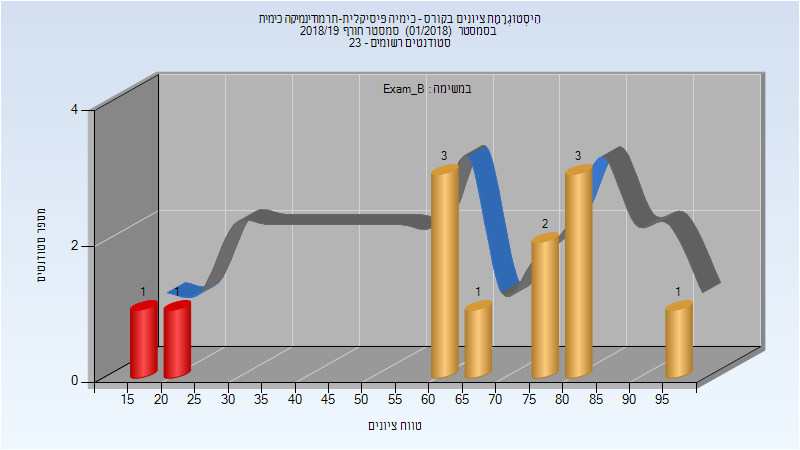 היסטוגרמת ציונים בקורס - כימיה פיסיקלית-תרמודינמיקה כימית
בסמסטר (01/2018) סמסטר חורף 2018/19
סטודנטים רשומים - 23
במשימה : Exam_B
מספר סטודנטים
4
2
0
1 1 3 1 2 3 1
15 20 25 30 35 40 45 50 55 60 65 70 75 80 85 90 95
טווח ציונים